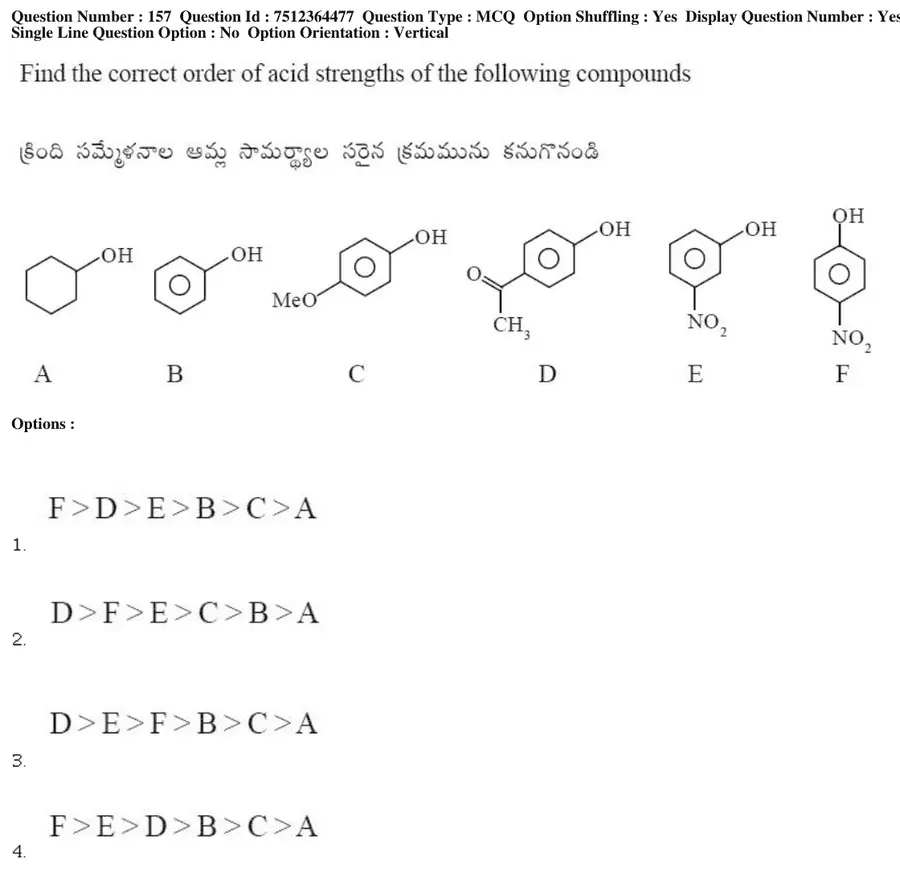 Question Number : 157 Question Id : 7512364477 Question Type : MCQ Option Shuffling : Yes Display Question Number : Yes
Single Line Question Option : No Option Orientation : Vertical
Find the correct order of acid strengths of the following compounds
క్రింది సమ్మేళనాల ఆమ్ల సామర్థ్యాల సరైన క్రమమును కనుగొనండి
OH OH OH OH OH OH
MeO O CH3 NO2 NO2
A B C D E F
Options :
F>D>E>B>C>A
1.
D>F>E>C>B>A
2.
D>E>F>B>C>A
3.
F>E>D>B>C>A
4.